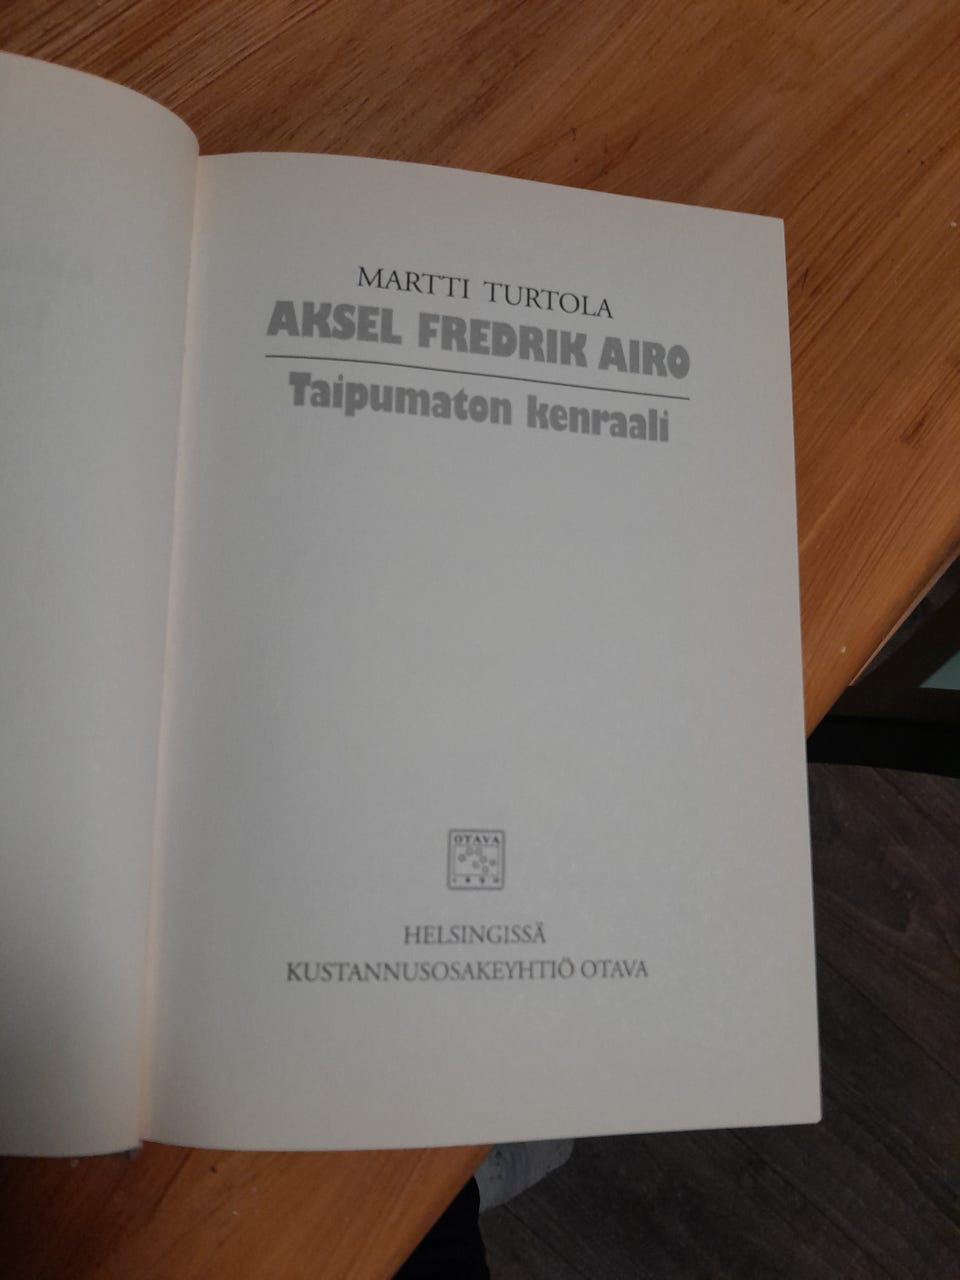 MARTTI TURTOLA
AKSEL FREDRIK AIRO
Taipumaton kenraali
OTAVA
HELSINGISSÄ
KUSTANNUSOSAKEYHTIÖ OTAVA